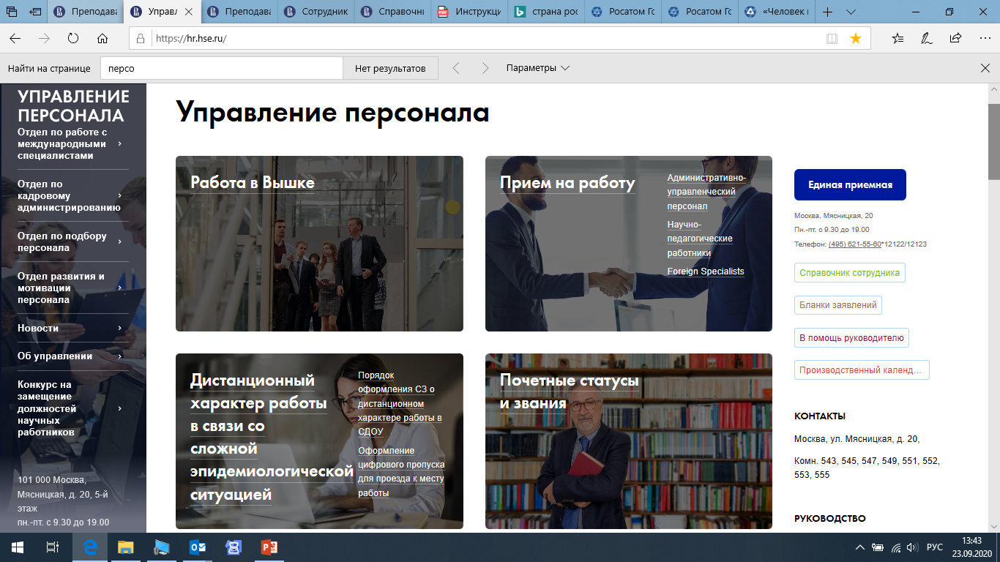 Преподава
Управл
Преподава
Сотрудник
Справочни
Инструкци
страна рос
Росатом Го
Росатом Го
«Человек
https://hr.hse.ru/
Найти на странице
персо
Нет результатов
Параметры
УПРАВЛЕНИЕ
ПЕРСОНАЛА
Отдел по работе с
международными
специалистами
Отдел по
кадровому
администрированию
Отдел по подбору
персонала
Отдел развития и
мотивации
персонала
Новости
Об управлении
Конкурс на
замещение
должностей
научных
работников
101 000 Москва,
Мясницкая, д. 20, 5-й
этаж
пн.-пт. с 9.30 до 19.00
Управление персонала
Работа в Вышке
Прием на работу
Административно-
управленческий
персонал
Научно-
педагогические
работники
Foreign Specialists
Дистанционный
характер работы
в связи со
сложной
эпидемиологической
ситуацией
Порядок
оформления СЗ о
дистанционном
характере работы в
СДОУ
Оформление
цифрового пропуска
для проезда к месту
работы
Почетные статусы
и звания
Единая приемная
Москва, Мясницкая, 20
Пн.-пт. с 9.30 до 19.00
Телефон: (495) 621-55-60*12122/12123
Справочник сотрудника
Бланки заявлений
В помощь руководителю
Производственный календ...
КОНТАКТЫ
Москва, ул. Мясницкая, д. 20,
Комн. 543, 545, 547, 549, 551, 552,
553, 555
РУКОВОДСТВО
РУС
13:43
23.09.2020